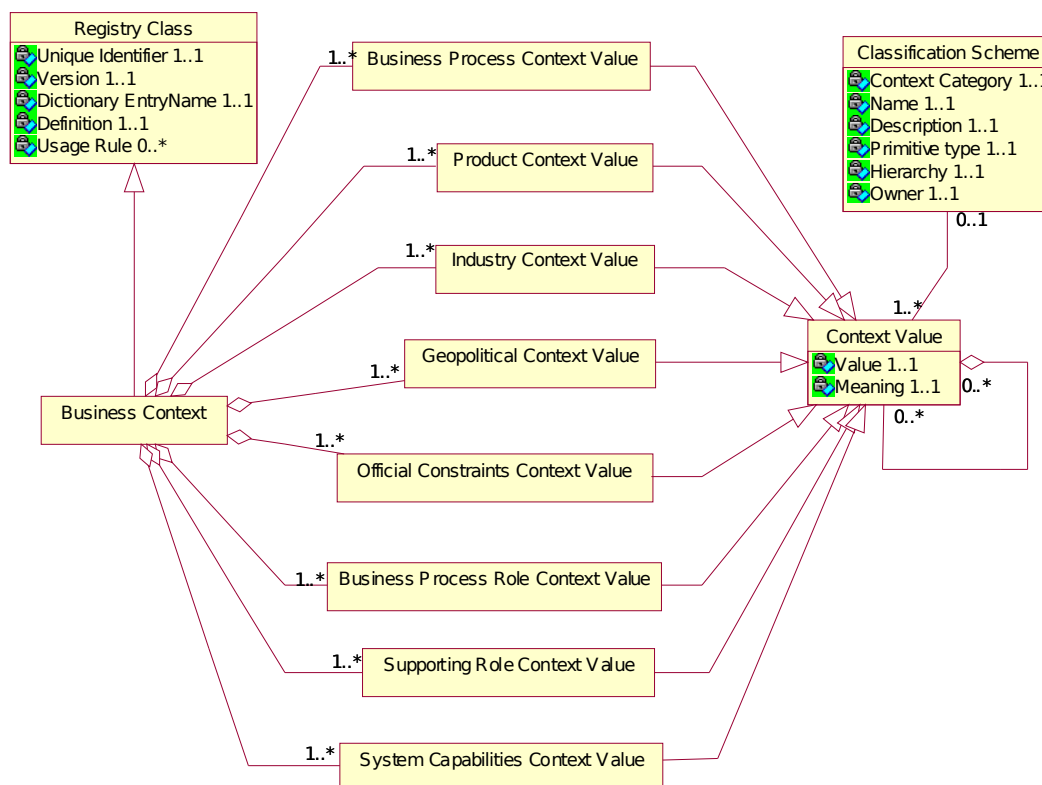 Registry Class
Unique Identifier 1..1
Version 1..1
Dictionary EntryName 1..1
Definition 1..1
Usage Rule 0..*
1..*
Business Process Context Value
Classification Scheme
Context Category 1..1
Name 1..1
Description 1..1
Primitive type 1..1
Hierarchy 1..1
Owner 1..1
0..1
1..*
Product Context Value
1..*
Industry Context Value
1..*
Context Value
Value 1..1
Meaning 1..1
0..*
0..*
1..*
Geopolitical Context Value
Business Context
1..*
Official Constraints Context Value
1..*
Business Process Role Context Value
1..*
Supporting Role Context Value
1..*
System Capabilities Context Value